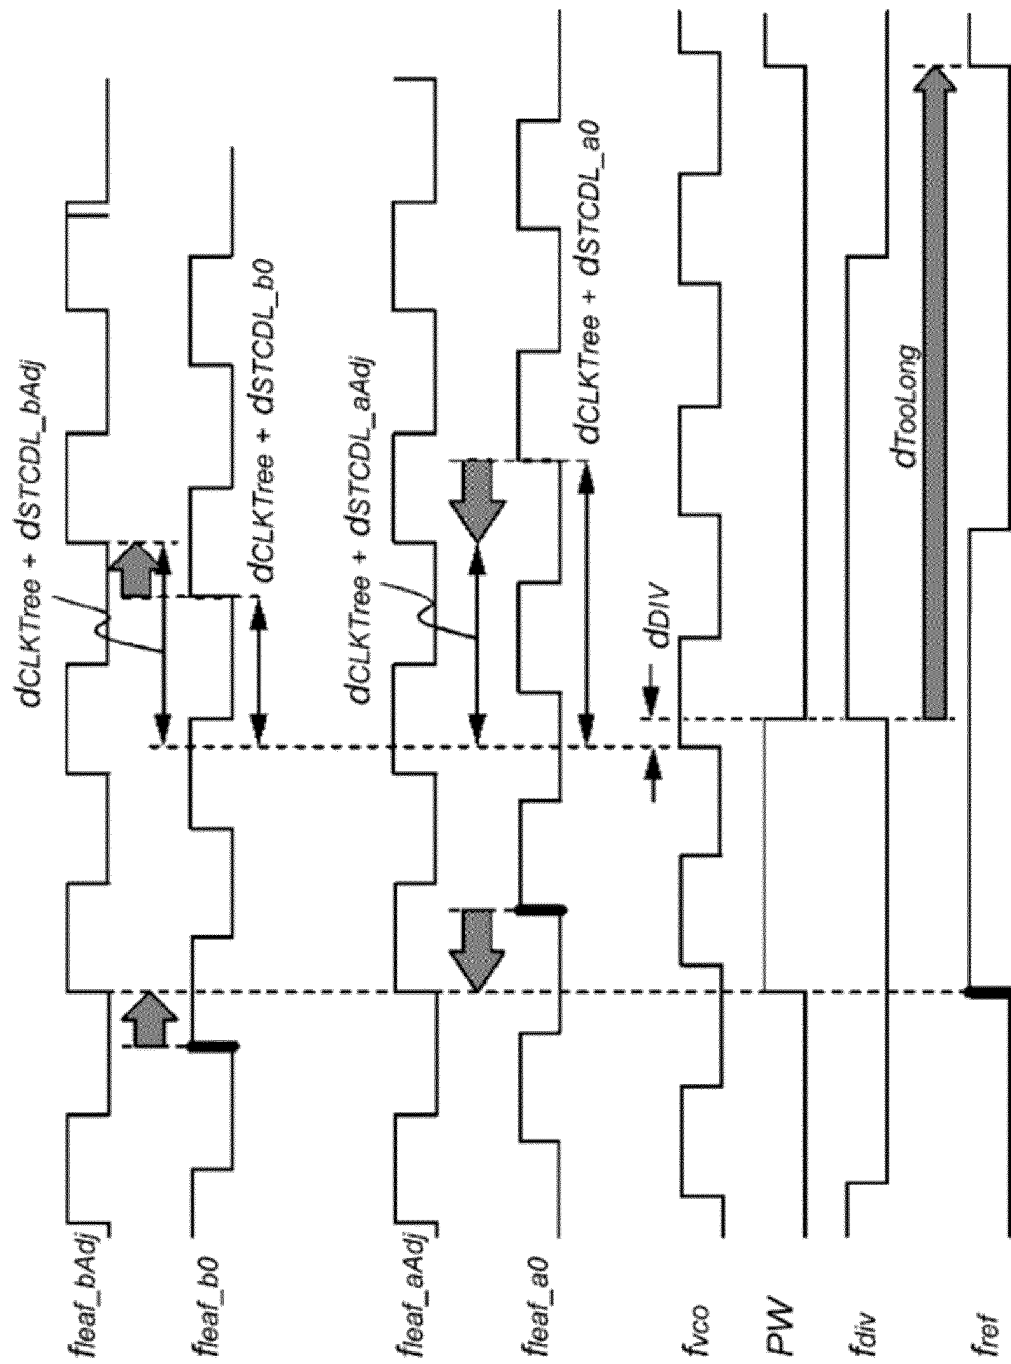 fleaf_bAdj
dCLKTree + dSTCDL_bAdj
fleaf_b0
dCLKTree + dSTCDL_b0
fleaf_aAdj
dCLKTree + dSTCDL_aAdj
fleaf_a0
dCLKTree + dSTCDL_a0
fvco
dDIV
PW
fdiv
dTooLong
fref